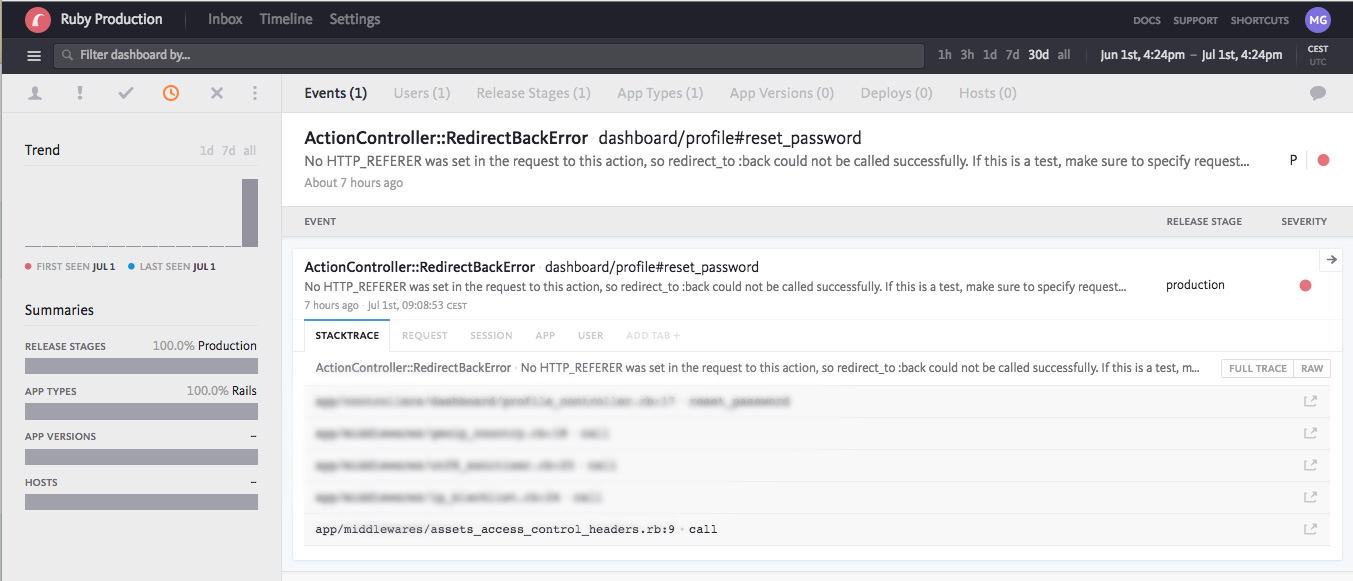 Ruby Production Inbox Timeline Settings DOCS SUPPORT SHORTCUTS MG
Filter dashboard by... 1h 3h 1d 7d 30d all Jun 1st, 4:24pm – Jul 1st, 4:24pm CEST
UTC
Events (1) Users (1) Release Stages (1) App Types (1) App Versions (0) Deploys (0) Hosts (0)
Trend 1d 7d all
FIRST SEEN JUL 1 LAST SEEN JUL 1
Summaries
RELEASE STAGES 100.0% Production
APP TYPES 100.0% Rails
APP VERSIONS –
HOSTS –
ActionController::RedirectBackError · dashboard/profile#reset_password
No HTTP_REFERER was set in the request to this action, so redirect_to :back could not be called successfully. If this is a test, make sure to specify request... P
About 7 hours ago
EVENT RELEASE STAGE SEVERITY
ActionController::RedirectBackError · dashboard/profile#reset_password
No HTTP_REFERER was set in the request to this action, so redirect_to :back could not be called successfully. If this is a test, make sure to specify request... production
7 hours ago · Jul 1st, 09:08:53 CEST
STACKTRACE REQUEST SESSION APP USER ADD TAB +
ActionController::RedirectBackError · No HTTP_REFERER was set in the request to this action, so redirect_to :back could not be called successfully. If this is a test, m... FULL TRACE RAW
app/middlewares/assets_access_control_headers.rb:9 · call